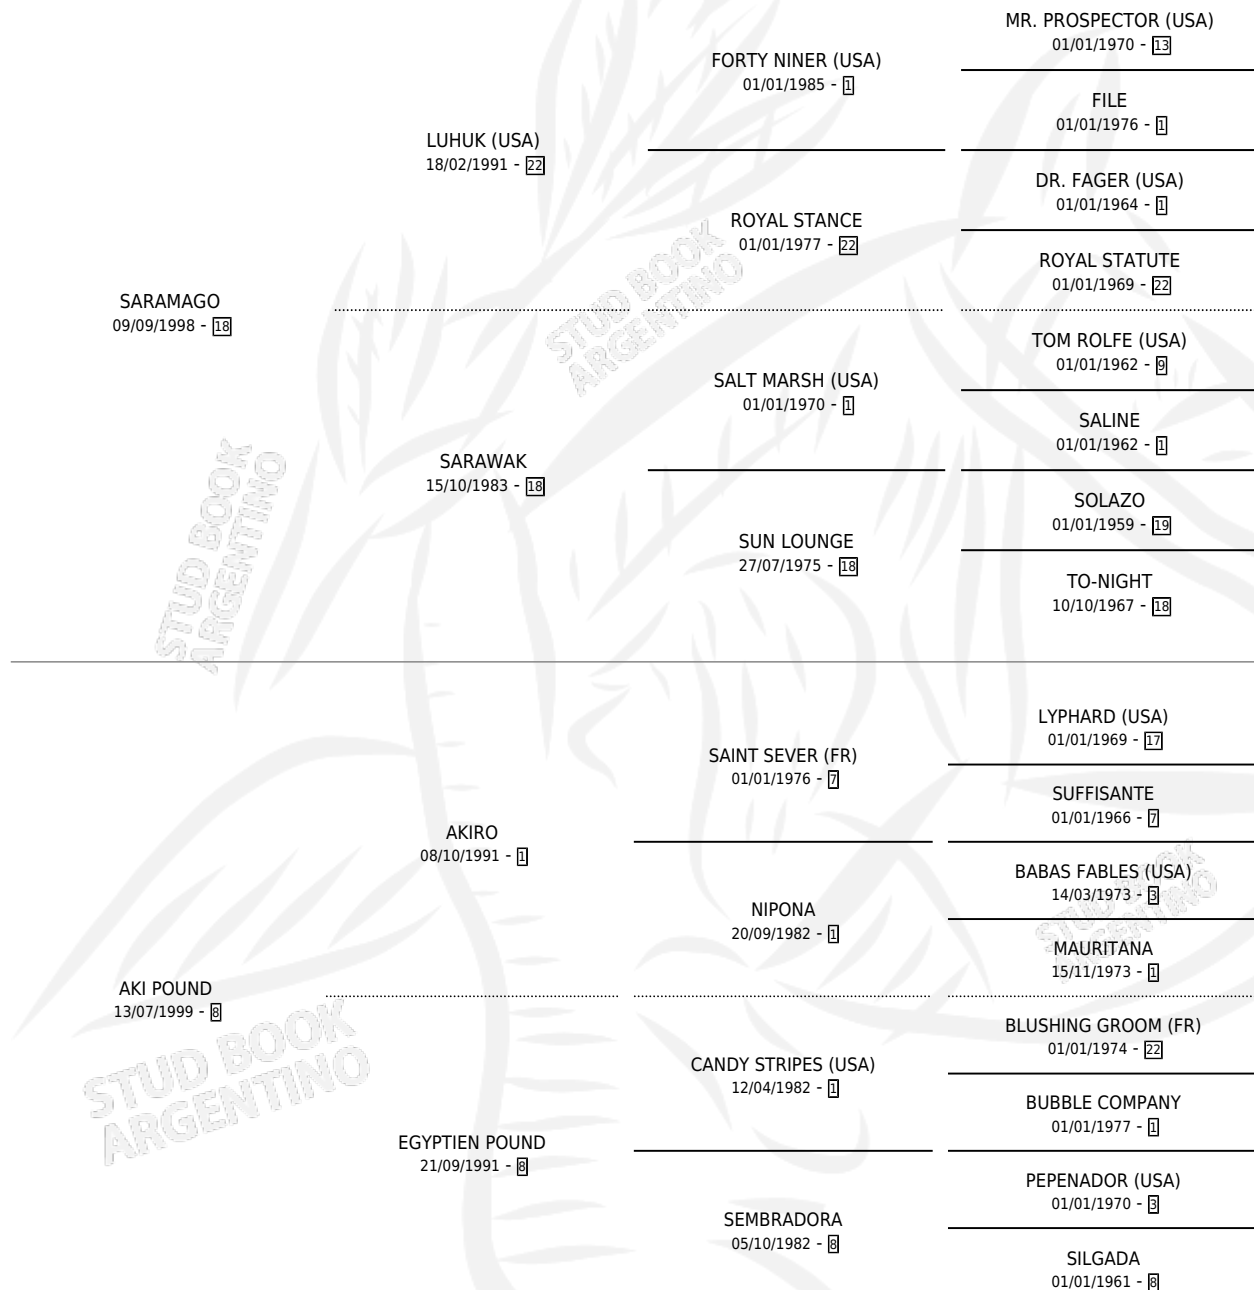 MR. PROSPECTOR (USA)
01/01/1970 - 13
FORTY NINER (USA)
01/01/1985 - 1
FILE
01/01/1976 - 1
LUHUK (USA)
18/02/1991 - 22
DR. FAGER (USA)
01/01/1964 - 1
ROYAL STANCE
01/01/1977 - 22
ROYAL STATUTE
01/01/1969 - 22
SARAMAGO
09/09/1998 - 18
TOM ROLFE (USA)
01/01/1962 - 9
SALT MARSH (USA)
01/01/1970 - 1
SALINE
01/01/1962 - 1
SARAWAK
15/10/1983 - 18
SOLAZO
01/01/1959 - 19
SUN LOUNGE
27/07/1975 - 18
TO-NIGHT
10/10/1967 - 18
LYPHARD (USA)
01/01/1969 - 17
SAINT SEVER (FR)
01/01/1976 - 7
SUFFISANTE
01/01/1966 - 7
AKIRO
08/10/1991 - 1
BABAS FABLES (USA)
14/03/1973 - 3
NIPONA
20/09/1982 - 1
MAURITANA
15/11/1973 - 1
AKI POUND
13/07/1999 - 8
BLUSHING GROOM (FR)
01/01/1974 - 22
CANDY STRIPES (USA)
12/04/1982 - 1
BUBBLE COMPANY
01/01/1977 - 1
EGYPTIEN POUND
21/09/1991 - 8
PEPENADOR (USA)
01/01/1970 - 3
SEMBRADORA
05/10/1982 - 8
SILGADA
01/01/1961 - 8
STUD BOOK
ARGENTINO
STUD BOOK
ARGENTINO
STUD BOOK
ARGENTINO
STUD BOOK
ARGENTINO